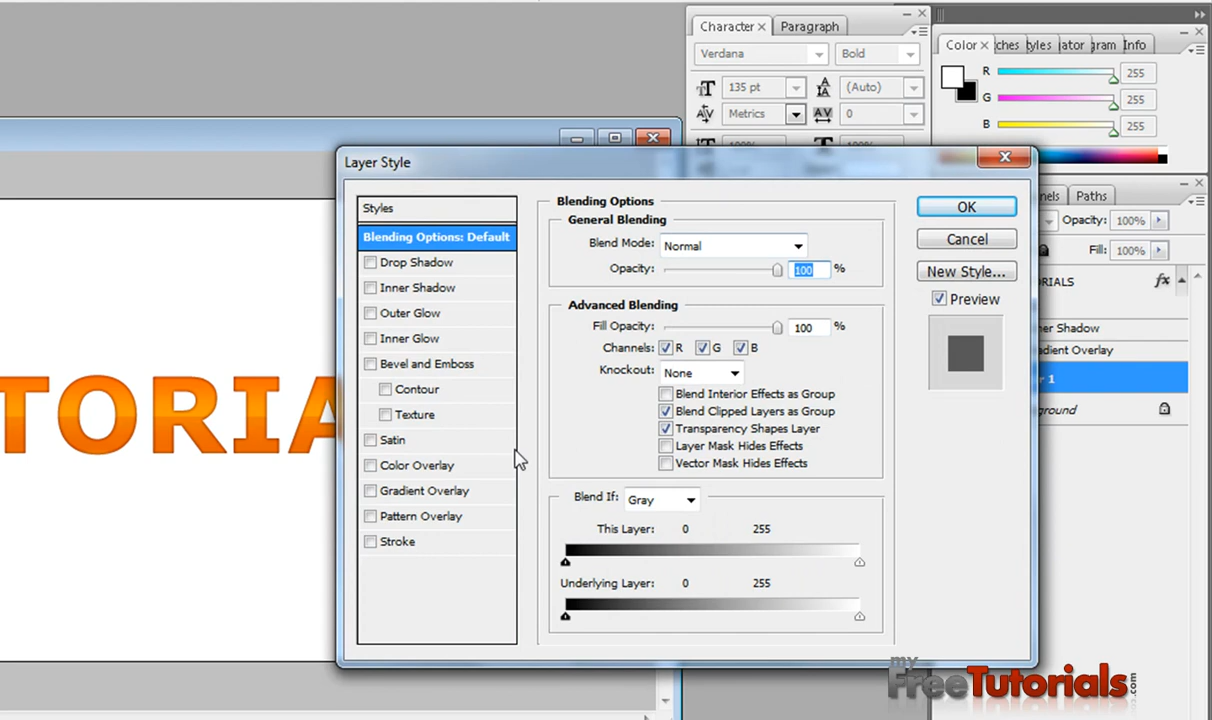 Character Paragraph
Verdana Bold
135 pt (Auto)
Metrics 0
Color ches tyles iator gram Info
R 255
G 255
B 255
nels Paths
Opacity: 100%
Fill: 100%
ORIALS fx
ner Shadow
adient Overlay
r 1
ground
TORIA
Layer Style
Styles
Blending Options: Default
Drop Shadow
Inner Shadow
Outer Glow
Inner Glow
Bevel and Emboss
Contour
Texture
Satin
Color Overlay
Gradient Overlay
Pattern Overlay
Stroke
Blending Options
General Blending
Blend Mode: Normal
Opacity: 100 %
Advanced Blending
Fill Opacity: 100 %
Channels: R G B
Knockout: None
Blend Interior Effects as Group
Blend Clipped Layers as Group
Transparency Shapes Layer
Layer Mask Hides Effects
Vector Mask Hides Effects
Blend If: Gray
This Layer: 0 255
Underlying Layer: 0 255
OK
Cancel
New Style...
Preview
my
FreeTutorials.com